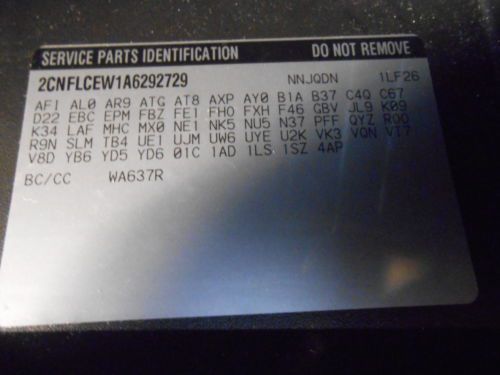 SERVICE PARTS IDENTIFICATION DO NOT REMOVE
2CNFLCEW1A6292729 NNJQDN 1LF26
AF1 AL0 AR9 ATG AT8 AXP AY0 B1A B37 C4Q C67
D22 EBC EPM FBZ FE1 FHO FXH F46 GBV JL9 K09
K34 LAF MHC MX0 NE1 NK5 NU5 N37 PFF QYZ R00
R9N SLM TB4 UE1 UJM UW6 UYE U2K VK3 VQN VT7
V8D YB6 YD5 YD6 01C 1AD 1LS 1SZ 4AP
BC/CC WA637R